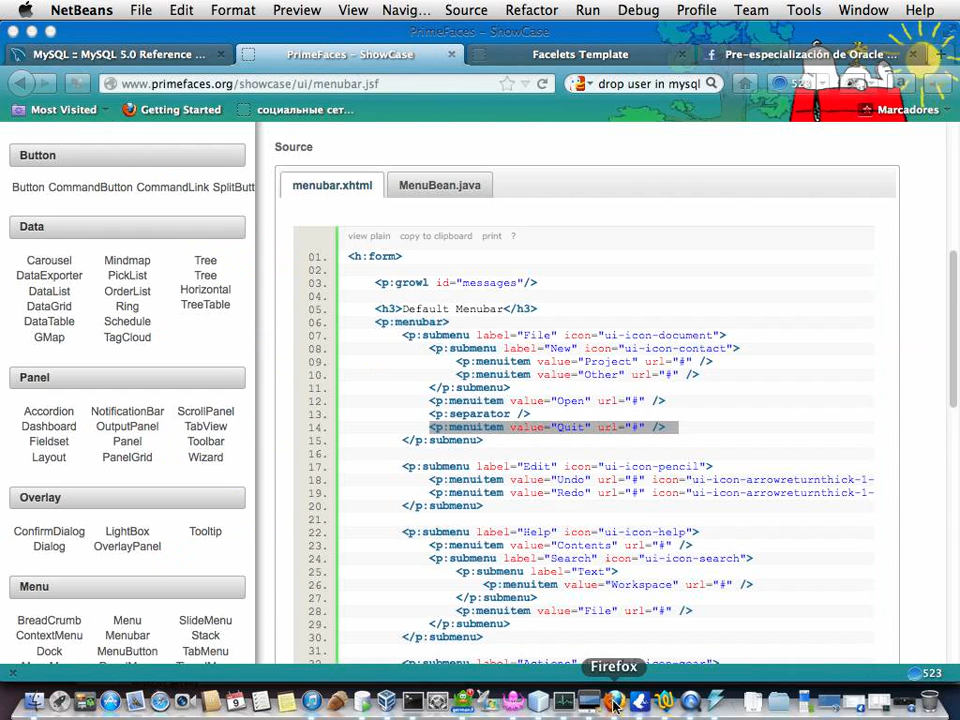 NetBeans File Edit Format Preview View Navig... Source Refactor Run Debug Profile Team Tools Window Help
PrimeFaces – ShowCase
MySQL :: MySQL 5.0 Reference ... PrimeFaces – ShowCase Facelets Template Pre-especialización de Oracle ...
www.primefaces.org/showcase/ui/menubar.jsf drop user in mysql 523
Most Visited Getting Started социальные сет... Marcadores
Source
Button
menubar.xhtml MenuBean.java
Button CommandButton CommandLink SplitButt
Data
view plain copy to clipboard print ?
Carousel Mindmap Tree
DataExporter PickList Tree
DataList OrderList Horizontal
DataGrid Ring TreeTable
DataTable Schedule
GMap TagCloud
Panel
Accordion NotificationBar ScrollPanel
Dashboard OutputPanel TabView
Fieldset Panel Toolbar
Layout PanelGrid Wizard
Overlay
ConfirmDialog LightBox Tooltip
Dialog OverlayPanel
Menu
BreadCrumb Menu SlideMenu
ContextMenu Menubar Stack
Dock MenuButton TabMenu
01. <h:form>
02.
03. <p:growl id="messages"/>
04.
05. <h3>Default Menubar</h3>
06. <p:menubar>
07. <p:submenu label="File" icon="ui-icon-document">
08. <p:submenu label="New" icon="ui-icon-contact">
09. <p:menuitem value="Project" url="#" />
10. <p:menuitem value="Other" url="#" />
11. </p:submenu>
12. <p:menuitem value="Open" url="#" />
13. <p:separator />
14. <p:menuitem value="Quit" url="#" />
15. </p:submenu>
16.
17. <p:submenu label="Edit" icon="ui-icon-pencil">
18. <p:menuitem value="Undo" url="#" icon="ui-icon-arrowreturnthick-1-
19. <p:menuitem value="Redo" url="#" icon="ui-icon-arrowreturnthick-1-
20. </p:submenu>
21.
22. <p:submenu label="Help" icon="ui-icon-help">
23. <p:menuitem value="Contents" url="#" />
24. <p:submenu label="Search" icon="ui-icon-search">
25. <p:submenu label="Text">
26. <p:menuitem value="Workspace" url="#" />
27. </p:submenu>
28. <p:menuitem value="File" url="#" />
29. </p:submenu>
30. </p:submenu>
31.
Firefox
523
9